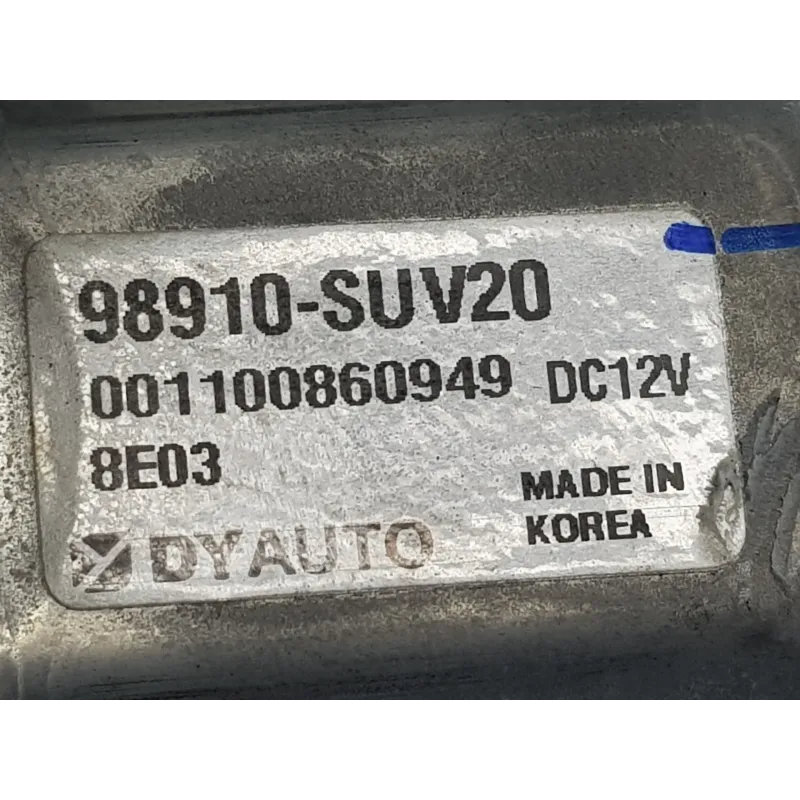 98910-SUV20
001100860949 DC12V
8E03
MADE IN
KOREA
DYAUTO